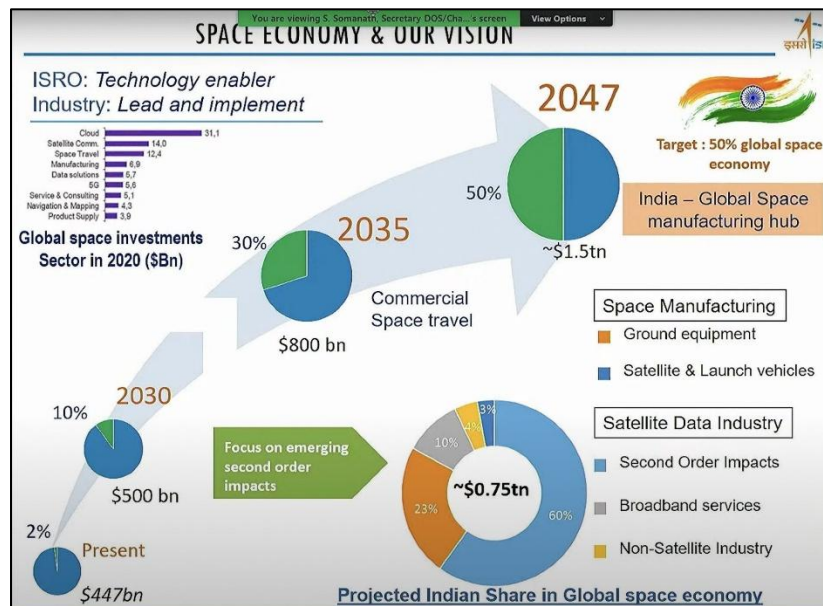 You are viewing S. Somanath, Secretary DOS/Cha...'s screen
View Options
SPACE ECONOMY & OUR VISION
इसरो isr
ISRO: Technology enabler
Industry: Lead and implement
Cloud 31,1
Satellite Comm. 14,0
Space Travel 12,4
Manufacturing 6,9
Data solutions 5,7
5G 5,6
Service & Consulting 5,1
Navigation & Mapping 4,3
Product Supply 3,9
Global space investments
Sector in 2020 ($Bn)
2047
50%
~$1.5tn
Target : 50% global space
economy
India – Global Space
manufacturing hub
30%
2035
$800 bn
Commercial
Space travel
2030
10%
$500 bn
2%
Present
$447bn
Focus on emerging
second order
impacts
3%
4%
10%
23%
60%
~$0.75tn
Space Manufacturing
Ground equipment
Satellite & Launch vehicles
Satellite Data Industry
Second Order Impacts
Broadband services
Non-Satellite Industry
Projected Indian Share in Global space economy